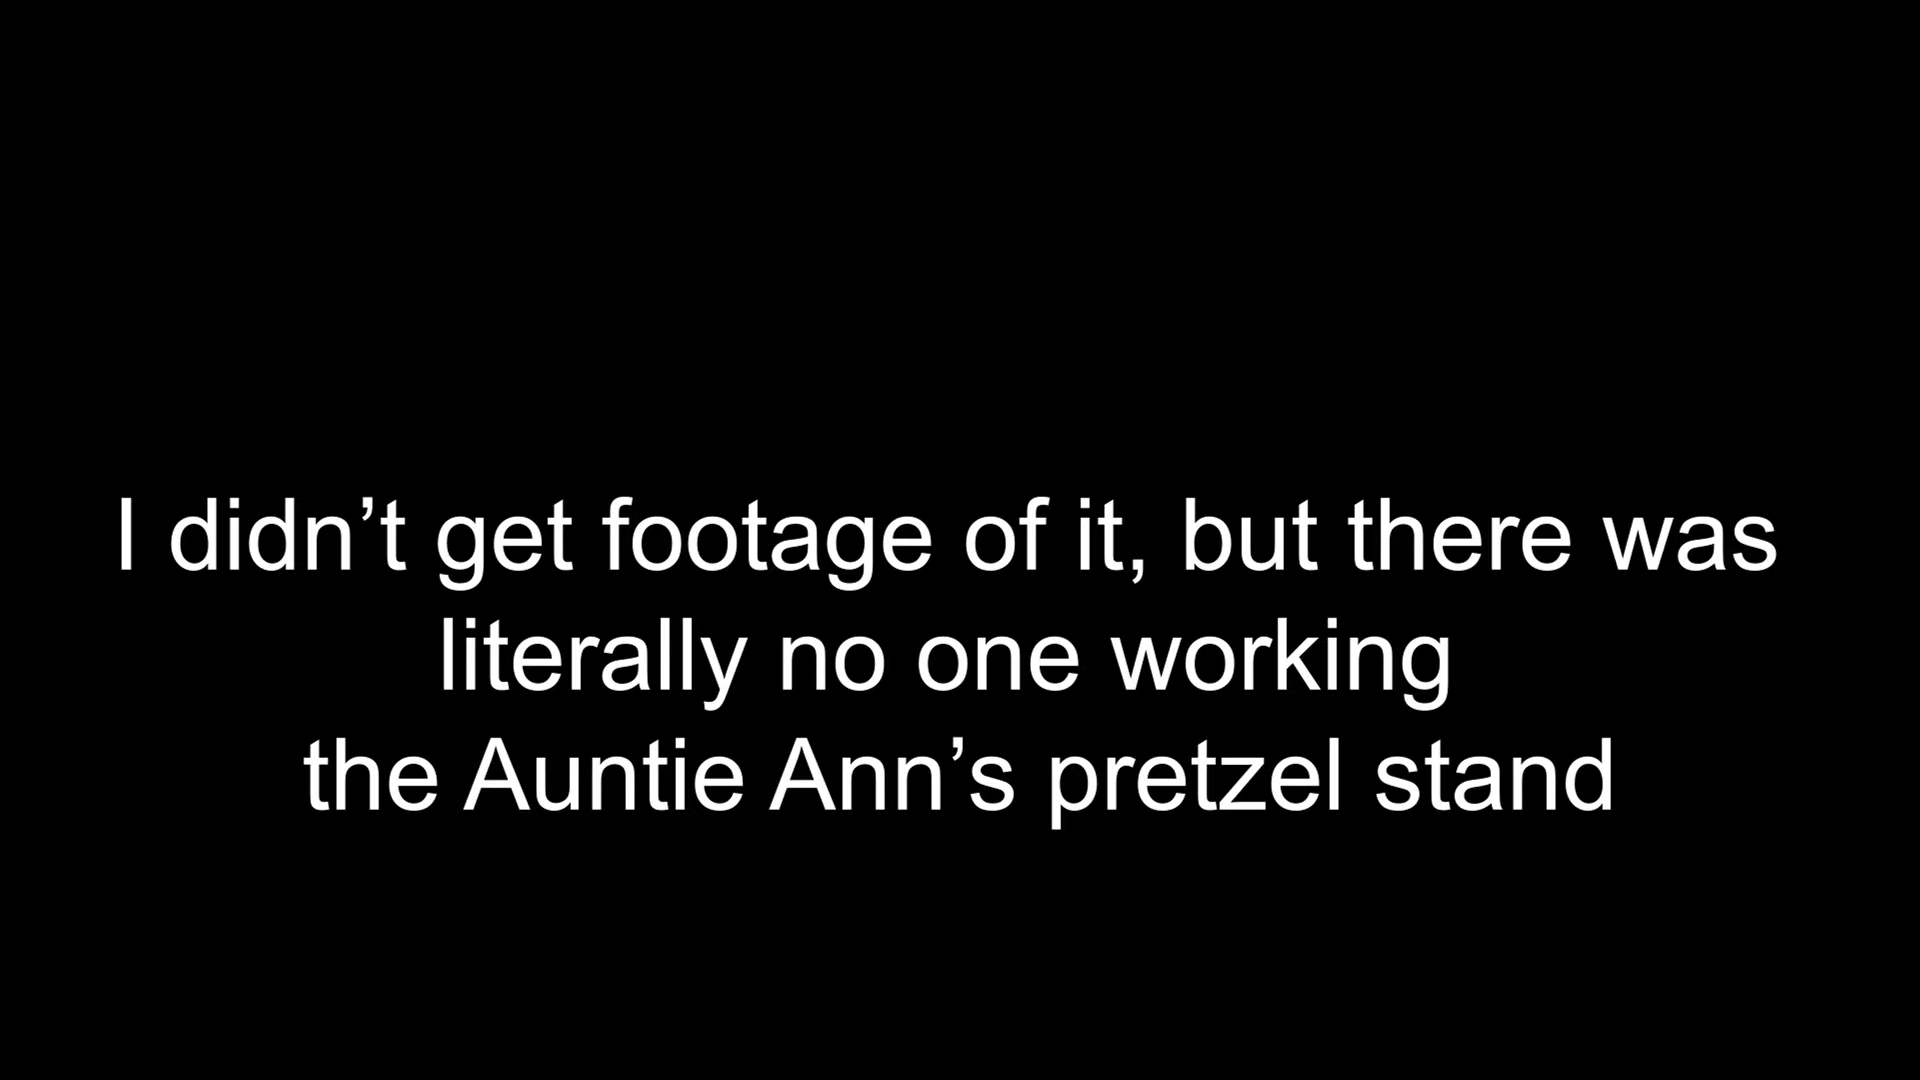 I didn’t get footage of it, but there was
literally no one working
the Auntie Ann’s pretzel stand